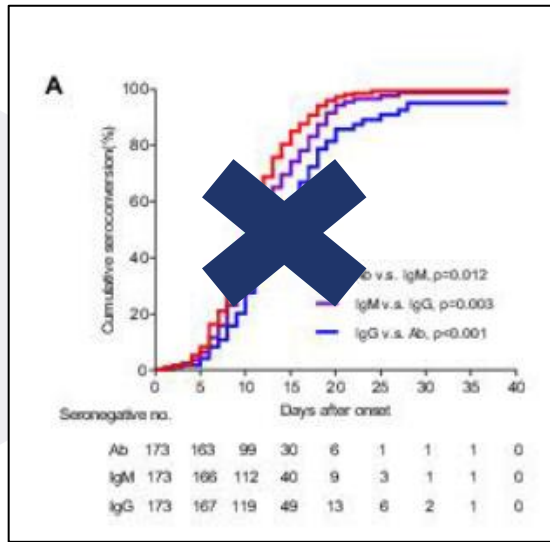 A
Cumulative seroconversion(%)
100
80
60
40
20
0
v.s. IgM, p=0.012
IgM v.s. IgG, p=0.003
IgG v.s. Ab, p<0.001
0 5 10 15 20 25 30 35 40
Seronegative no. Days after onset
Ab 173 163 99 30 6 1 1 1 0
IgM 173 166 112 40 9 3 1 1 0
IgG 173 167 119 49 13 6 2 1 0